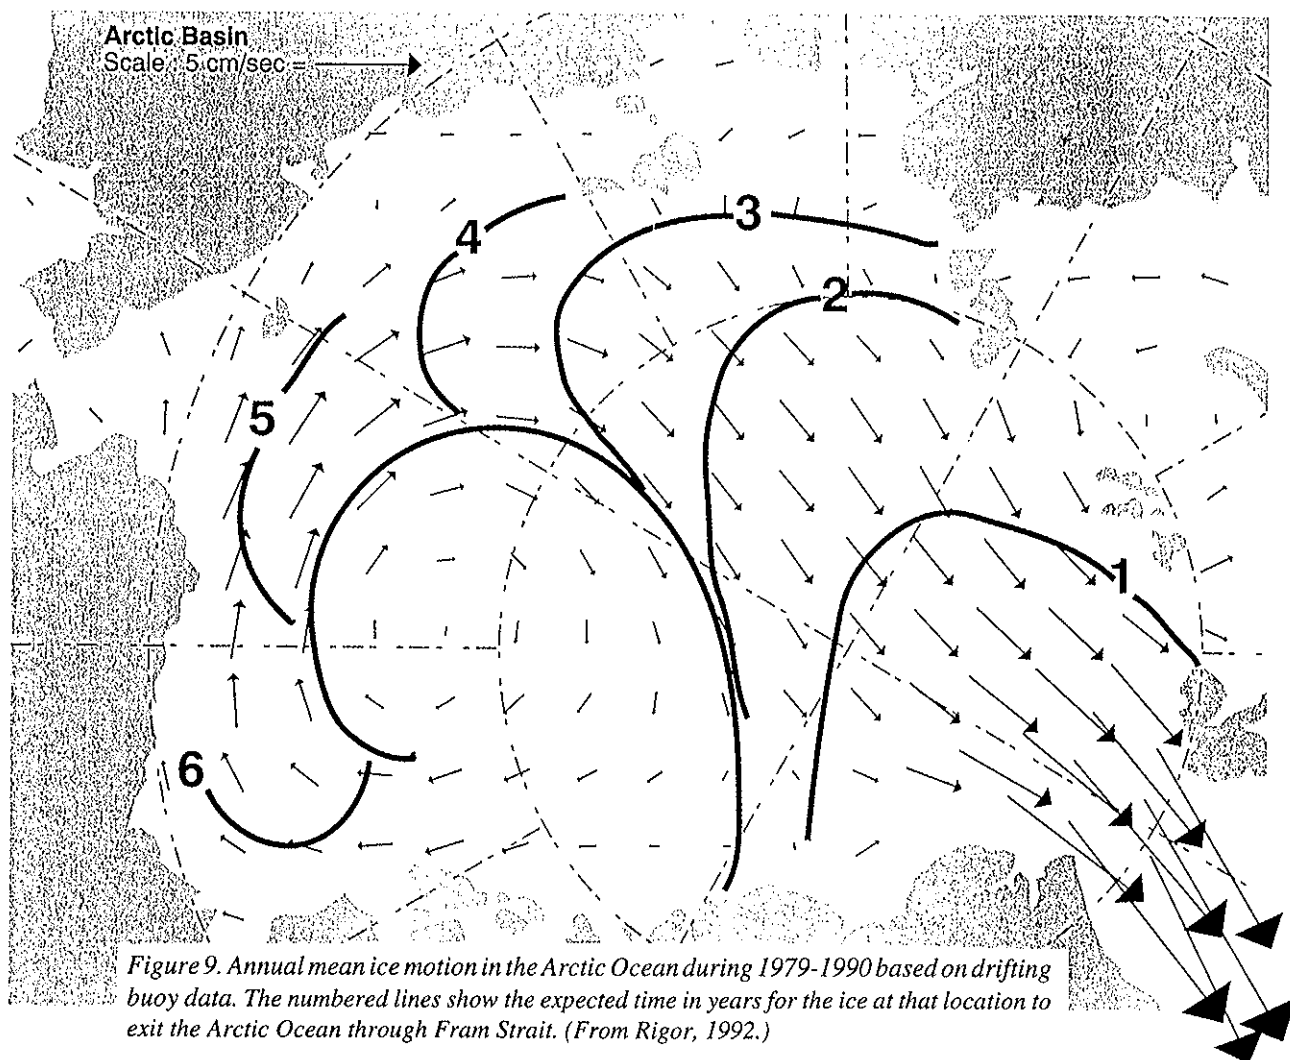 Arctic Basin
Scale : 5 cm/sec =
4
3
2
5
1
6
Figure 9. Annual mean ice motion in the Arctic Ocean during 1979-1990 based on drifting
buoy data. The numbered lines show the expected time in years for the ice at that location to
exit the Arctic Ocean through Fram Strait. (From Rigor, 1992.)